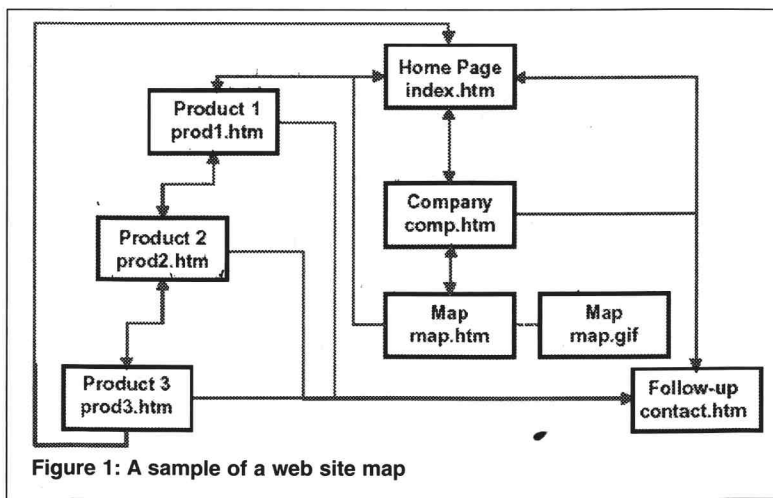 Home Page
index.htm
Product 1
prod1.htm
Company
comp.htm
Product 2
prod2.htm
Map
map.htm
Map
map.gif
Product 3
prod3.htm
Follow-up
contact.htm
Figure 1: A sample of a web site map